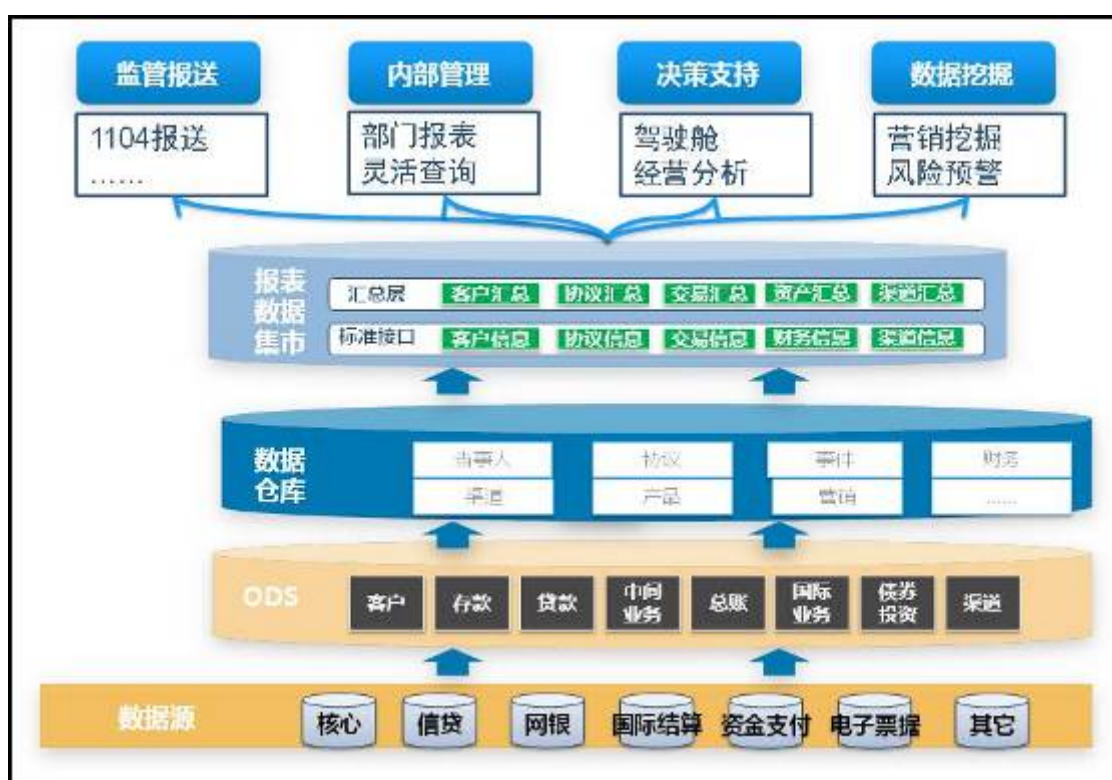 监管报送
内部管理
决策支持
数据挖掘
1104报送
……
部门报表
灵活查询
驾驶舱
经营分析
营销挖掘
风险预警
报表
数据
集市
汇总层 客户汇总 协议汇总 交易汇总 资产汇总 渠道汇总
标准接口 客户信息 协议信息 交易信息 财务信息 渠道信息
数据
仓库
当事人 协议 事件 财务
渠道 产品 营销 ……
ODS
客户
存款
贷款
中间
业务
总账
国际
业务
债券
投资
渠道
数据源
核心
信贷
网银
国际结算
资金支付
电子票据
其它